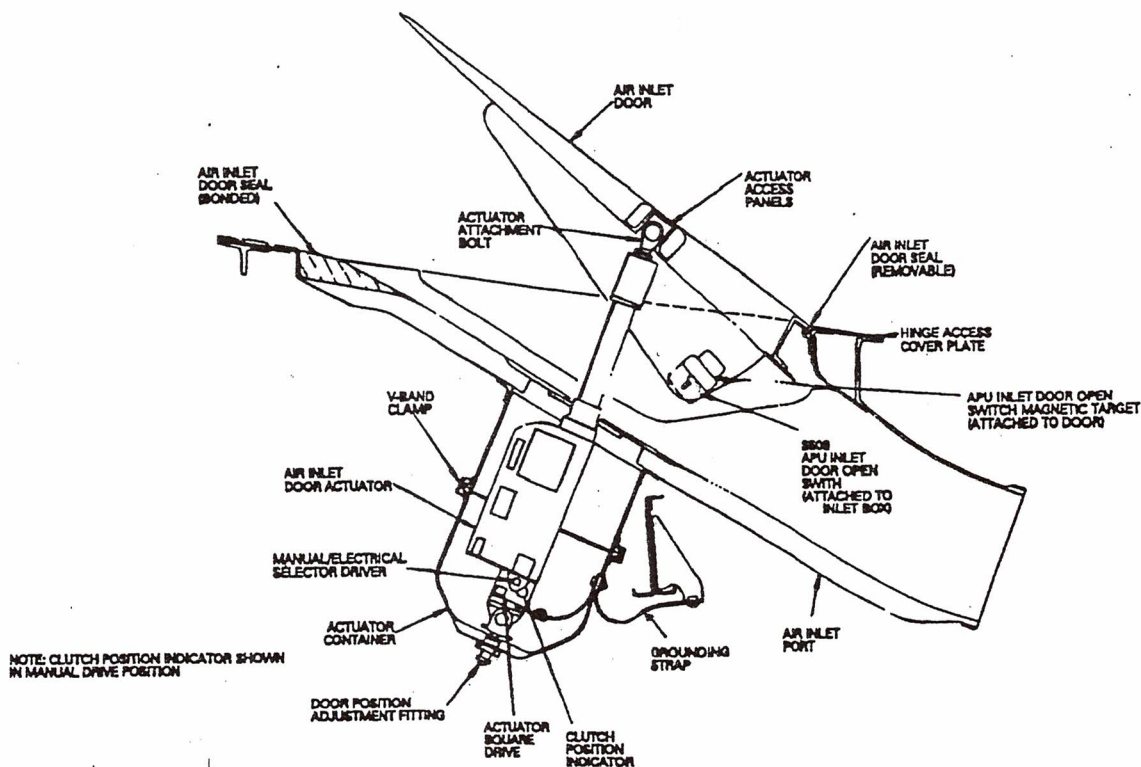 AIR INLET
DOOR
AIR INLET
DOOR SEAL
(BONDED)
ACTUATOR
ACCESS
PANELS
ACTUATOR
ATTACHMENT
BOLT
AIR INLET
DOOR SEAL
(REMOVABLE)
HINGE ACCESS
COVER PLATE
V-BAND
CLAMP
APU INLET DOOR OPEN
SWITCH MAGNETIC TARGET
(ATTACHED TO DOOR)
APU INLET
DOOR OPEN
SWITH
(ATTACHED TO
INLET BOX)
AIR INLET
DOOR ACTUATOR
MANUAL/ELECTRICAL
SELECTOR DRIVER
ACTUATOR
CONTAINER
AIR INLET
PORT
GROUNDING
STRAP
NOTE: CLUTCH POSITION INDICATOR SHOWN
IN MANUAL DRIVE POSITION
DOOR POSITION
ADJUSTMENT FITTING
ACTUATOR
SQUARE
DRIVE
CLUTCH
POSITION
INDICATOR